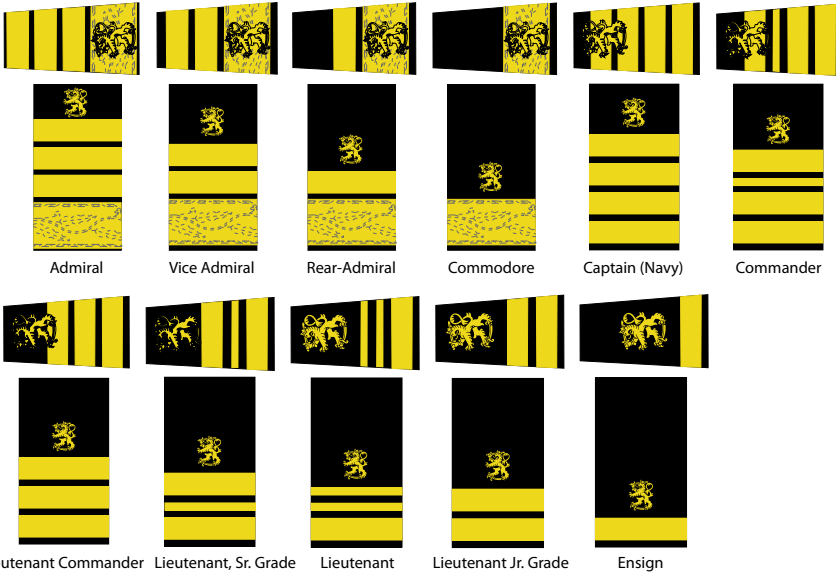 Admiral
Vice Admiral
Rear-Admiral
Commodore
Captain (Navy)
Commander
utenant Commander
Lieutenant, Sr. Grade
Lieutenant
Lieutenant Jr. Grade
Ensign